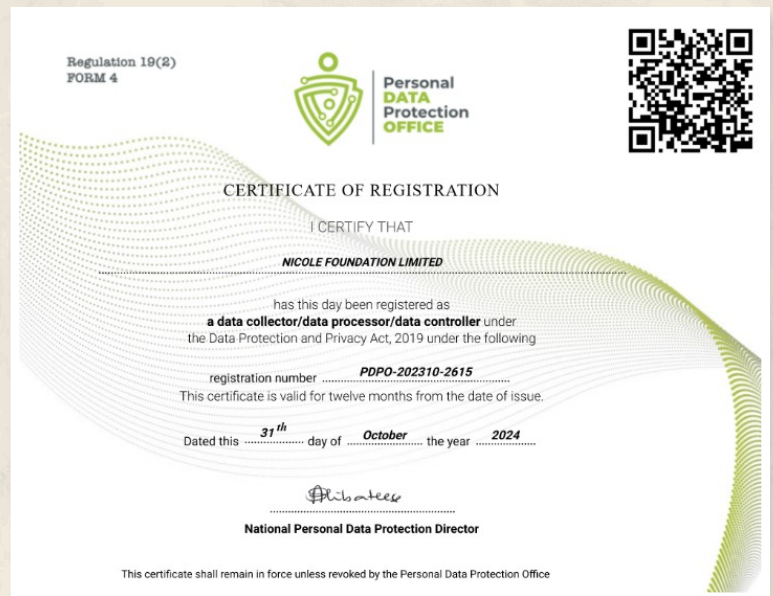 Regulation 19(2)
FORM 4
Personal
DATA
Protection
OFFICE
CERTIFICATE OF REGISTRATION
I CERTIFY THAT
NICOLE FOUNDATION LIMITED
has this day been registered as
a data collector/data processor/data controller under
the Data Protection and Privacy Act, 2019 under the following
registration number PDPO-202310-2615
This certificate is valid for twelve months from the date of issue.
Dated this 31th day of October the year 2024
National Personal Data Protection Director
This certificate shall remain in force unless revoked by the Personal Data Protection Office